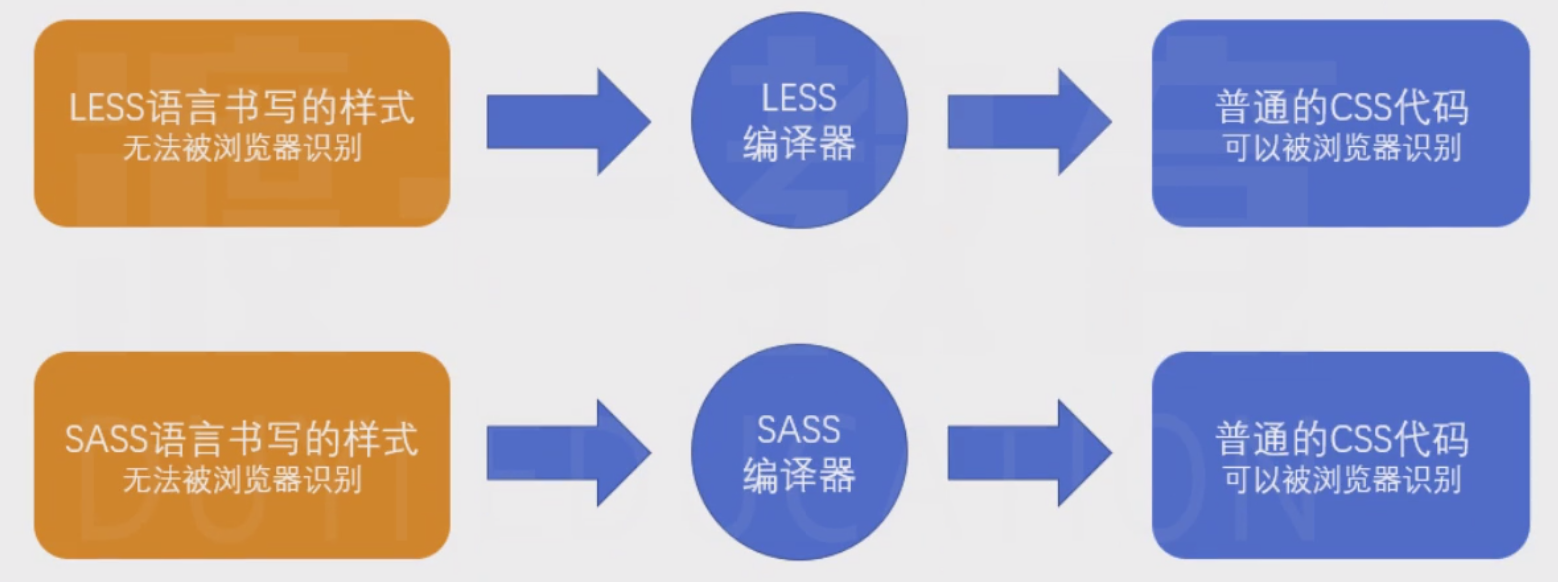 LESS语言书写的样式
无法被浏览器识别
LESS
编译器
普通的CSS代码
可以被浏览器识别
SASS语言书写的样式
无法被浏览器识别
SASS
编译器
普通的CSS代码
可以被浏览器识别